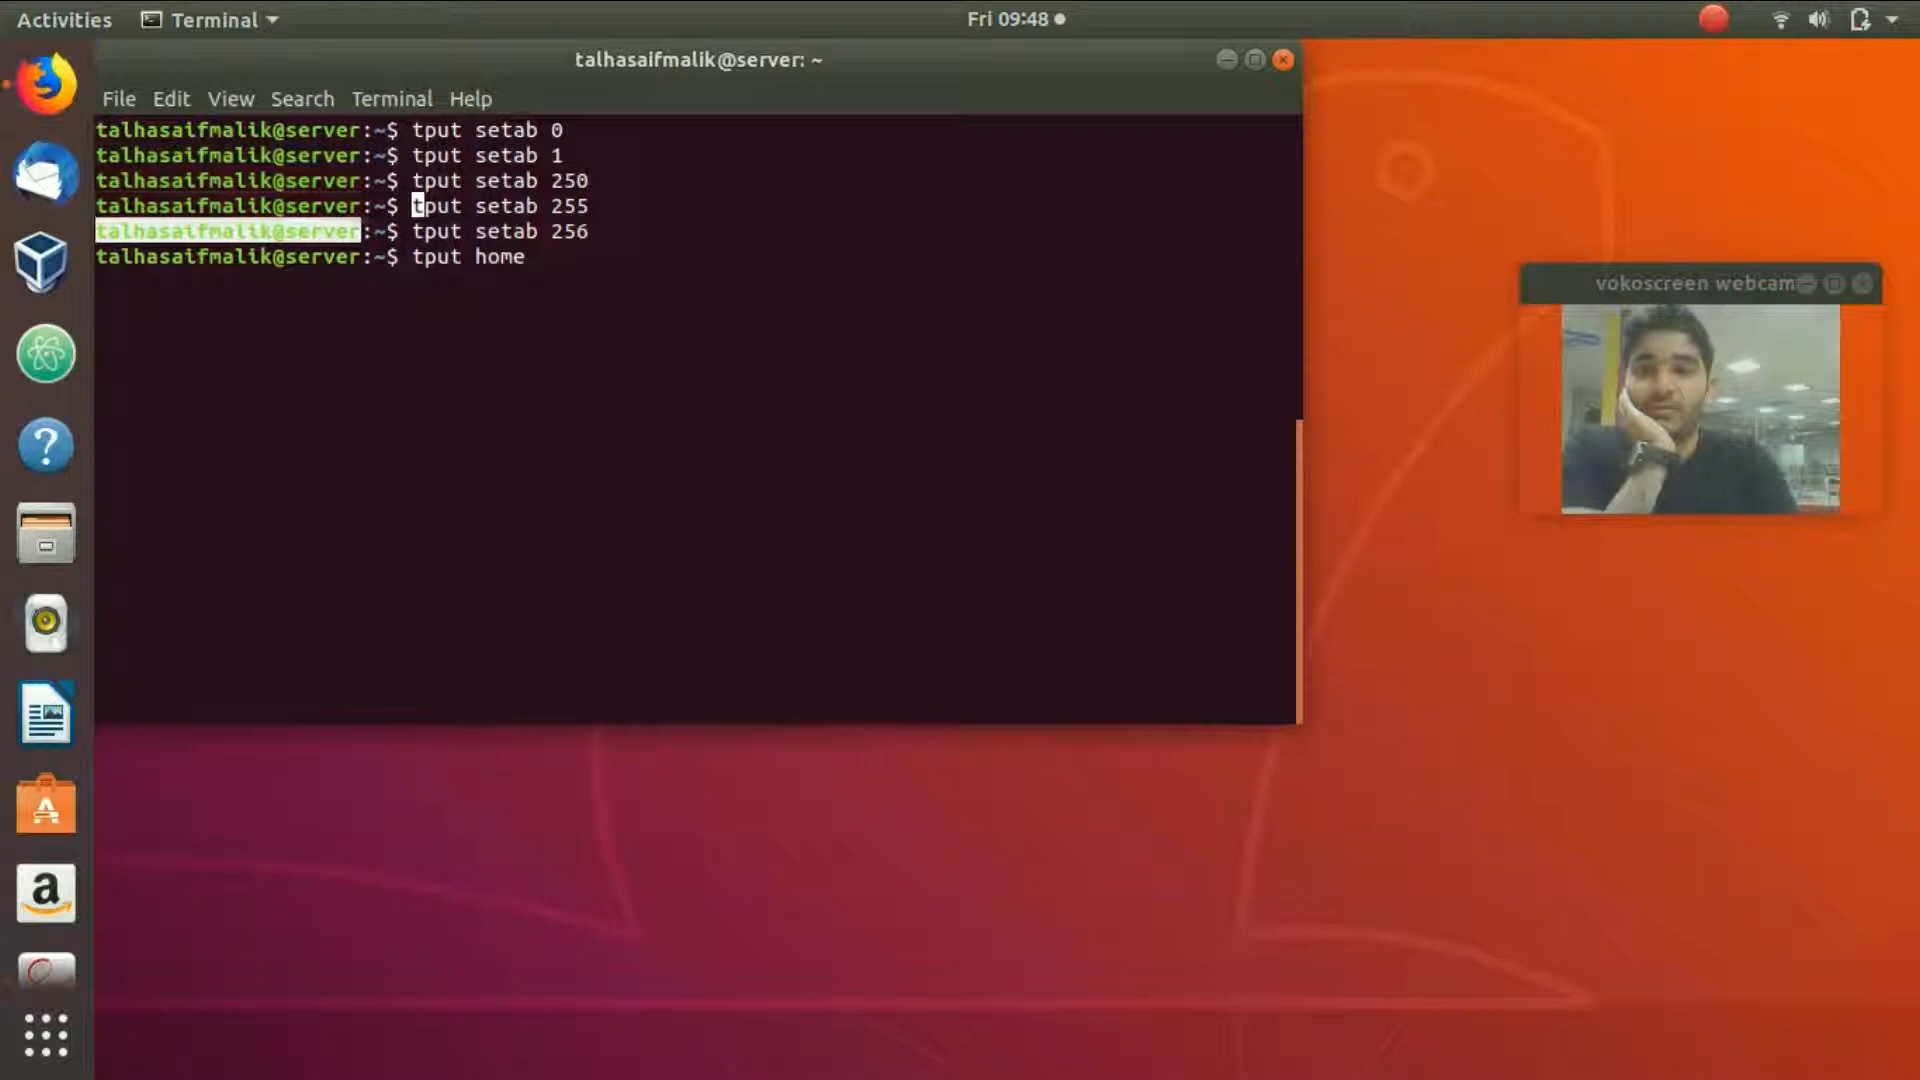 Activities Terminal Fri 09:48
talhasaifmalik@server: ~
File Edit View Search Terminal Help
talhasaifmalik@server:~$ tput setab 0
talhasaifmalik@server:~$ tput setab 1
talhasaifmalik@server:~$ tput setab 250
talhasaifmalik@server:~$ tput setab 255
talhasaifmalik@server:~$ tput setab 256
talhasaifmalik@server:~$ tput home
vokoscreen webcam